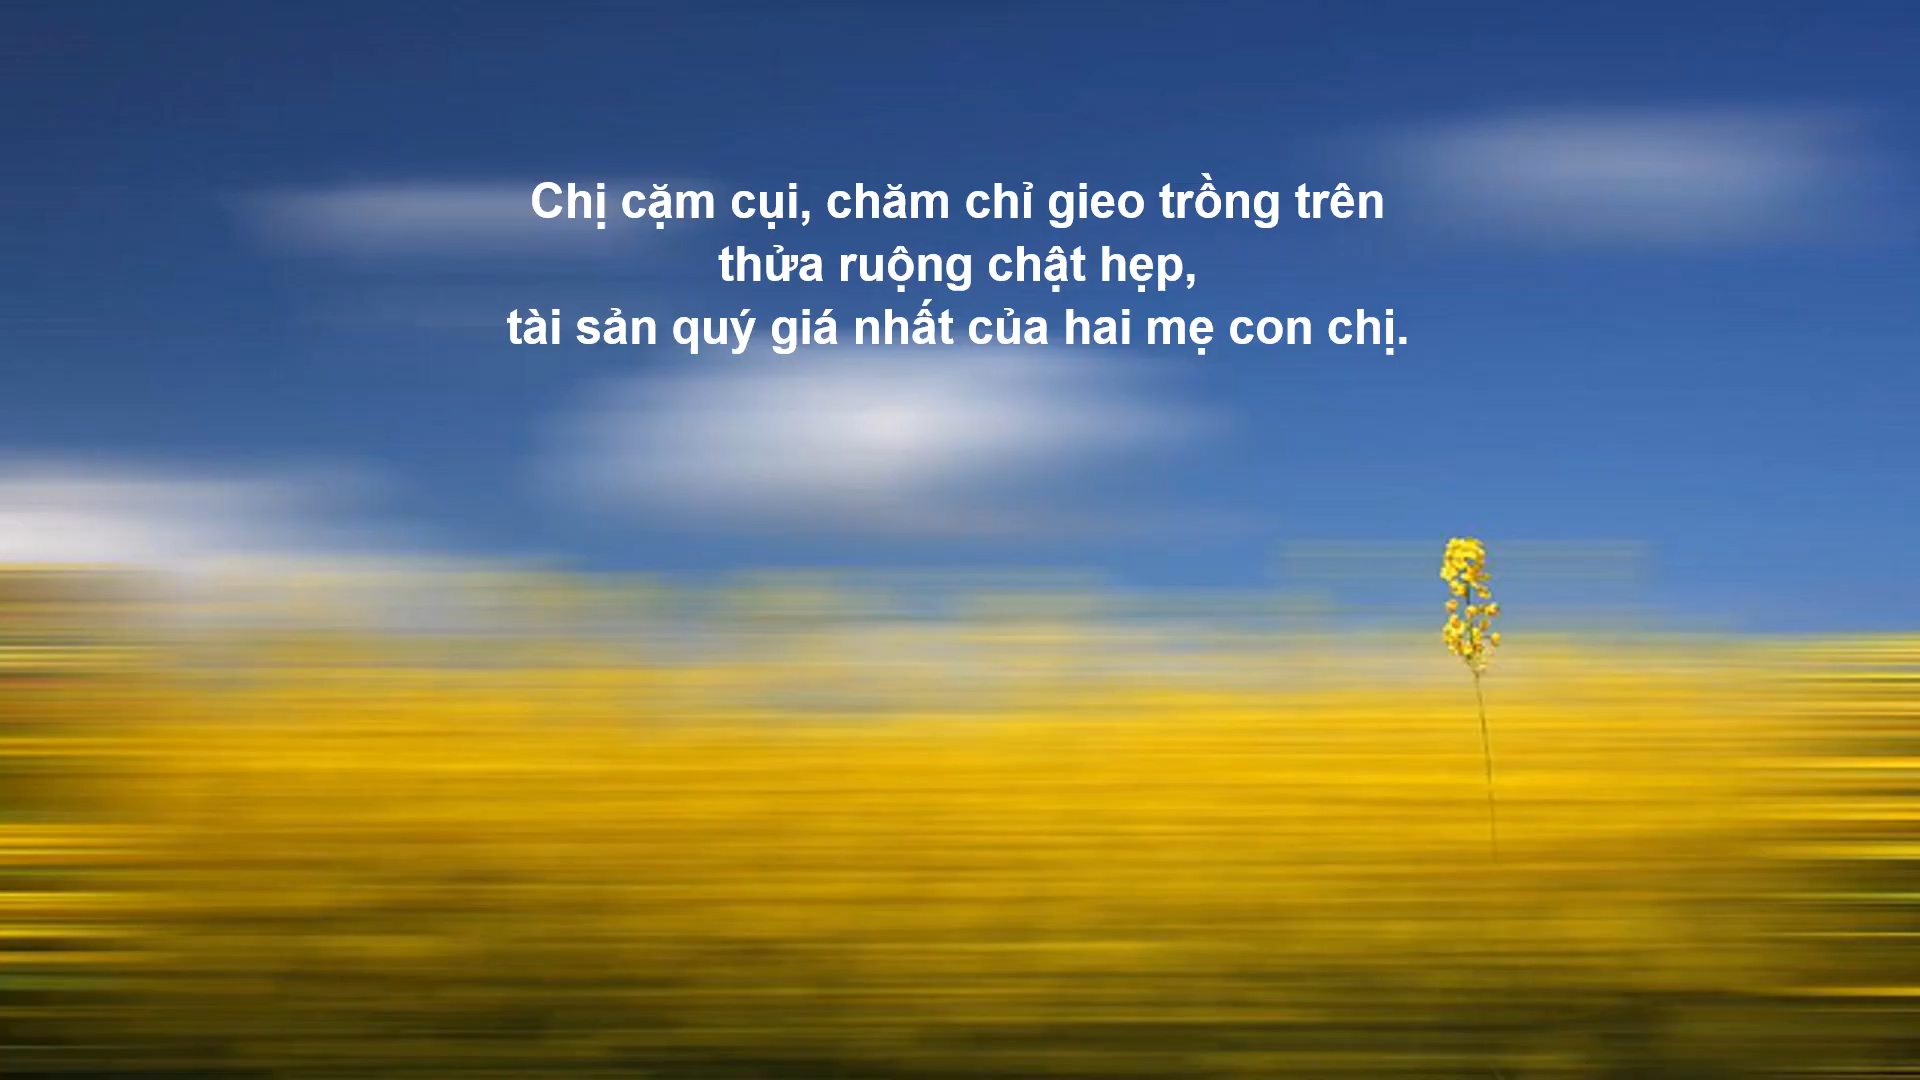 Chị cặm cụi, chăm chỉ gieo trồng trên
thửa ruộng chật hẹp,
tài sản quý giá nhất của hai mẹ con chị.